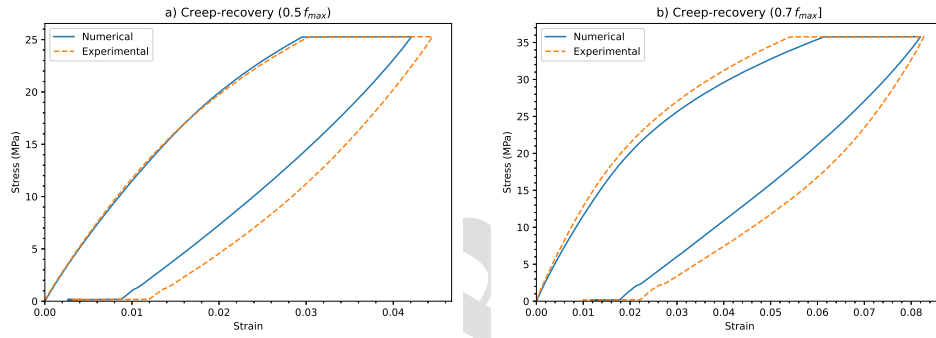 a) Creep-recovery (0.5 fmax)
Numerical
Experimental
25
20
15
10
5
0
Stress (MPa)
0.00 0.01 0.02 0.03 0.04
Strain
b) Creep-recovery (0.7 fmax]
Numerical
Experimental
35
30
25
20
15
10
5
0
Stress (MPa)
0.00 0.01 0.02 0.03 0.04 0.05 0.06 0.07 0.08
Strain